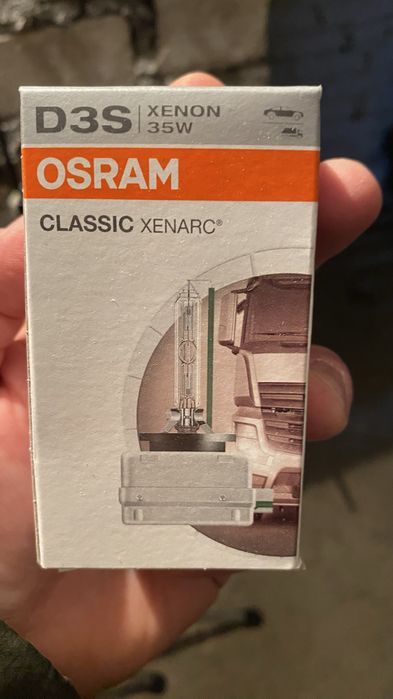 D3S XENON
35W
OSRAM
CLASSIC XENARC®